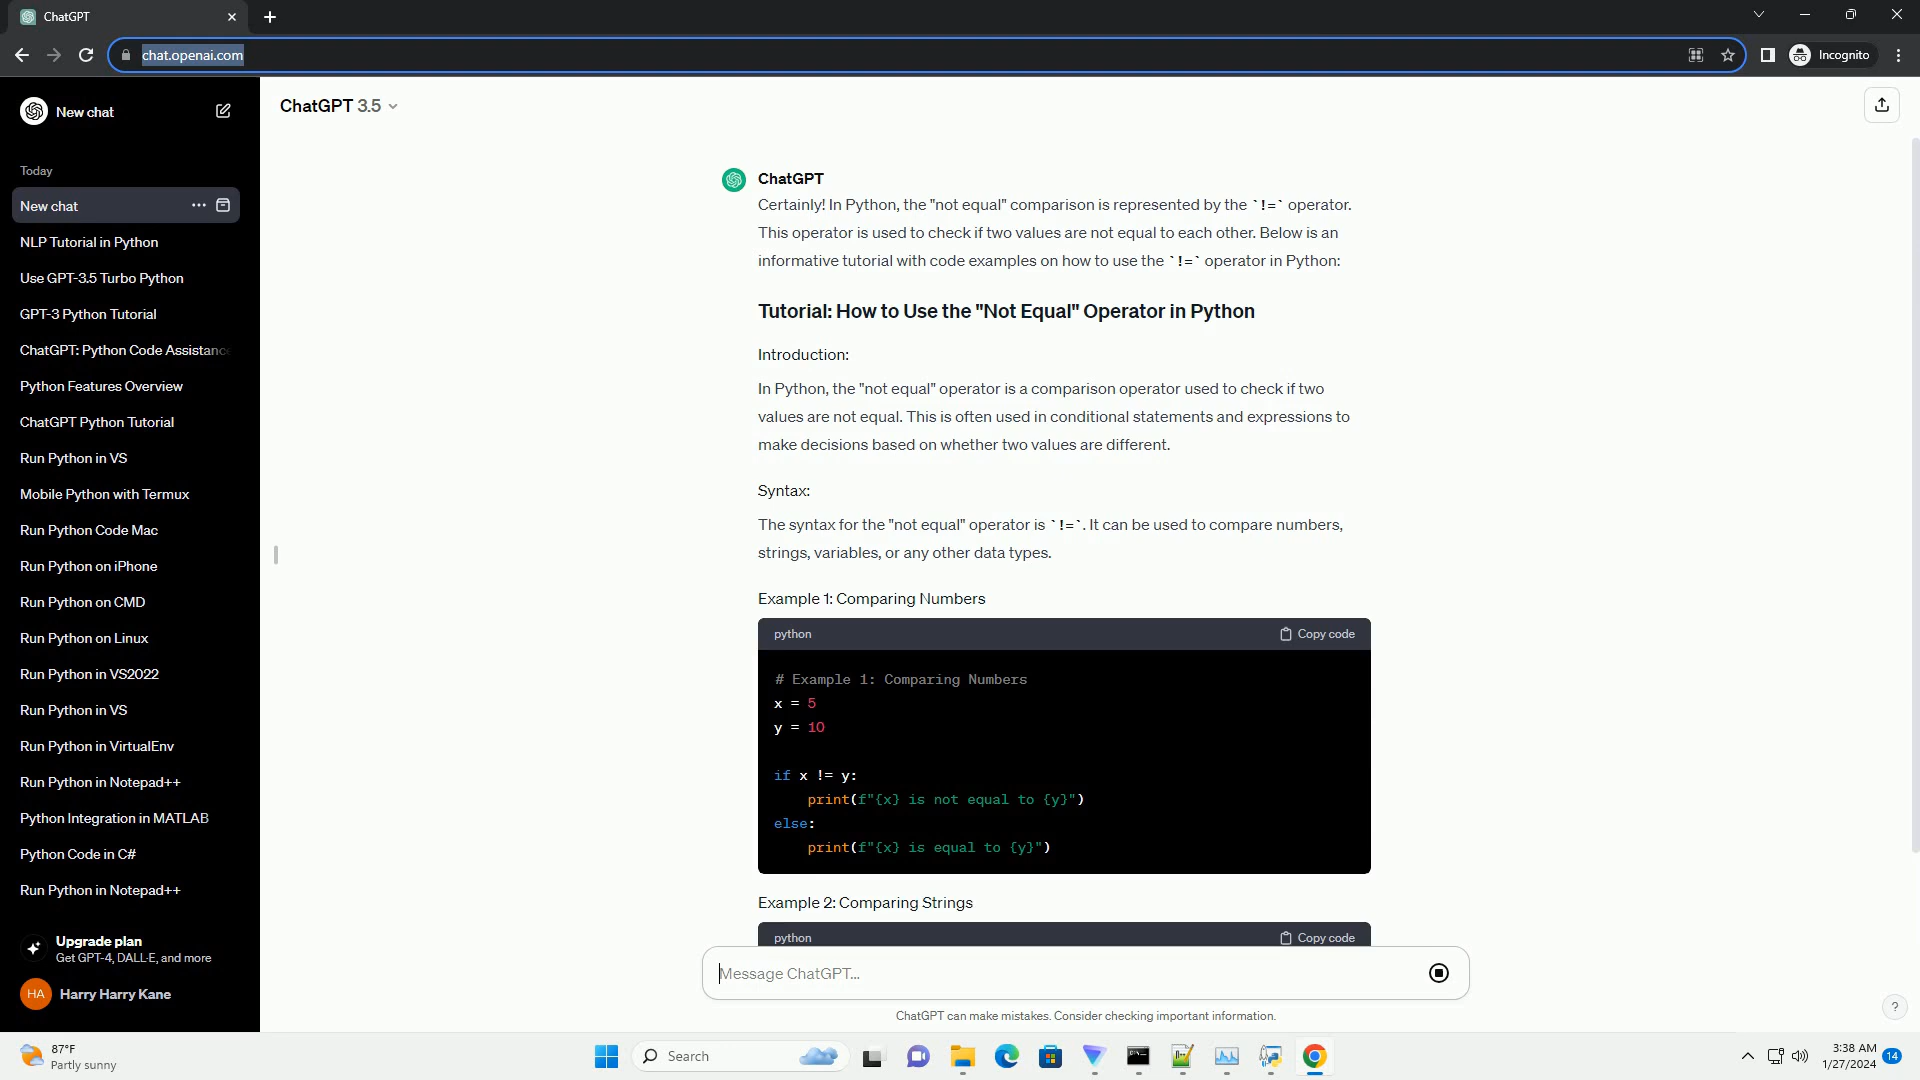 ChatGPT
chat.openai.com
Incognito
New chat
Today
New chat
NLP Tutorial in Python
Use GPT-3.5 Turbo Python
GPT-3 Python Tutorial
ChatGPT: Python Code Assistance
Python Features Overview
ChatGPT Python Tutorial
Run Python in VS
Mobile Python with Termux
Run Python Code Mac
Run Python on iPhone
Run Python on CMD
Run Python on Linux
Run Python in VS2022
Run Python in VS
Run Python in VirtualEnv
Run Python in Notepad++
Python Integration in MATLAB
Python Code in C#
Run Python in Notepad++
Upgrade plan
Get GPT-4, DALL·E, and more
HA Harry Harry Kane
ChatGPT 3.5
ChatGPT
Certainly! In Python, the "not equal" comparison is represented by the `!=` operator.
This operator is used to check if two values are not equal to each other. Below is an
informative tutorial with code examples on how to use the `!=` operator in Python:
Tutorial: How to Use the "Not Equal" Operator in Python
Introduction:
In Python, the "not equal" operator is a comparison operator used to check if two
values are not equal. This is often used in conditional statements and expressions to
make decisions based on whether two values are different.
Syntax:
The syntax for the "not equal" operator is `!=`. It can be used to compare numbers,
strings, variables, or any other data types.
Example 1: Comparing Numbers
python Copy code
# Example 1: Comparing Numbers
x = 5
y = 10
if x != y:
print(f"{x} is not equal to {y}")
else:
print(f"{x} is equal to {y}")
Example 2: Comparing Strings
python Copy code
Message ChatGPT...
ChatGPT can make mistakes. Consider checking important information.
?
87°F
Partly sunny
Search
3:38 AM
1/27/2024
14